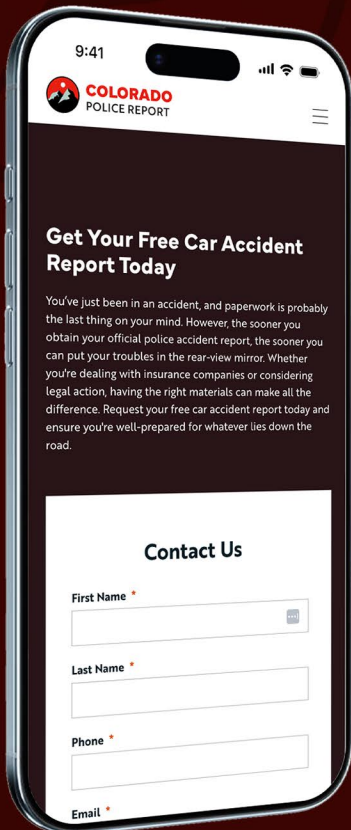 9:41
COLORADO
POLICE REPORT
Get Your Free Car Accident
Report Today
You've just been in an accident, and paperwork is probably
the last thing on your mind. However, the sooner you
obtain your official police accident report, the sooner you
can put your troubles in the rear-view mirror. Whether
you're dealing with insurance companies or considering
legal action, having the right materials can make all the
difference. Request your free car accident report today and
ensure you're well-prepared for whatever lies down the
road.
Contact Us
First Name *
Last Name *
Phone *
Email *